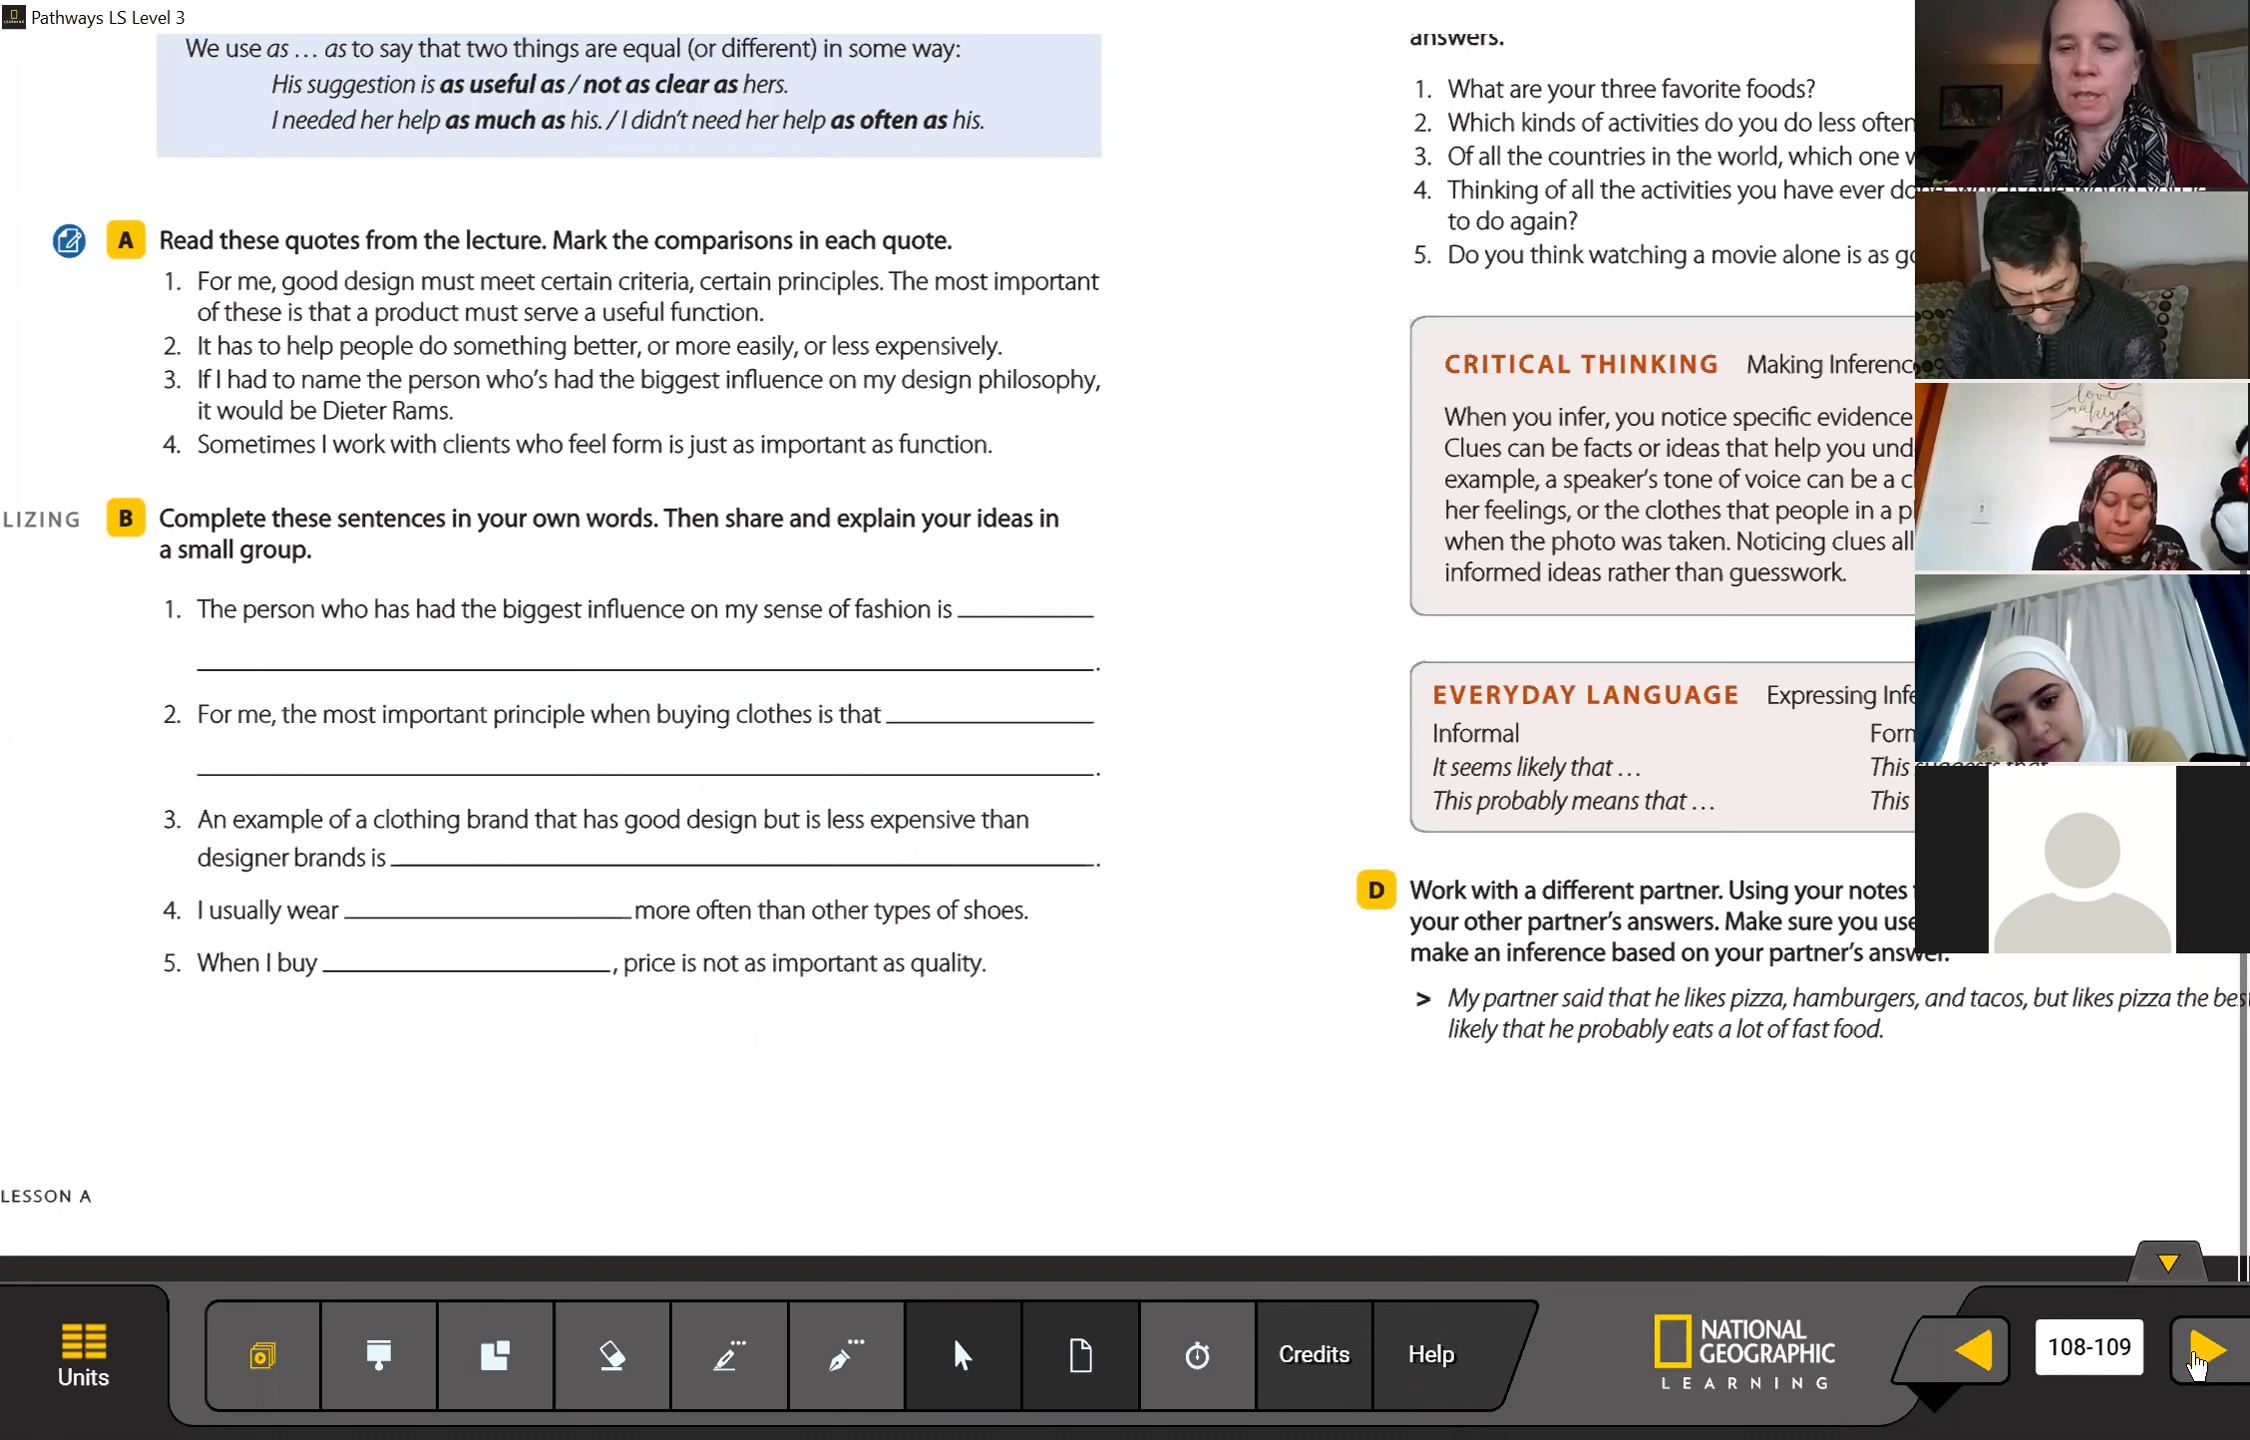 Pathways LS Level 3
We use as … as to say that two things are equal (or different) in some way:
His suggestion is as useful as / not as clear as hers.
I needed her help as much as his. / I didn't need her help as often as his.
A Read these quotes from the lecture. Mark the comparisons in each quote.
1. For me, good design must meet certain criteria, certain principles. The most important
of these is that a product must serve a useful function.
2. It has to help people do something better, or more easily, or less expensively.
3. If I had to name the person who's had the biggest influence on my design philosophy,
it would be Dieter Rams.
4. Sometimes I work with clients who feel form is just as important as function.
LIZING B Complete these sentences in your own words. Then share and explain your ideas in
a small group.
1. The person who has had the biggest influence on my sense of fashion is
.
2. For me, the most important principle when buying clothes is that
.
3. An example of a clothing brand that has good design but is less expensive than
designer brands is .
4. I usually wear more often than other types of shoes.
5. When I buy , price is not as important as quality.
LESSON A
answers.
1. What are your three favorite foods?
2. Which kinds of activities do you do less often
3. Of all the countries in the world, which one
4. Thinking of all the activities you have ever
to do again?
5. Do you think watching a movie alone is as
CRITICAL THINKING Making
When you infer, you notice specific evidence
Clues can be facts or ideas that help you
example, a speaker's tone of voice can be a
her feelings, or the clothes that people in a
when the photo was taken. Noticing clues
informed ideas rather than guesswork.
EVERYDAY LANGUAGE Expressing
Informal
It seems likely that … This
This probably means that … This
D Work with a different partner. Using your notes
your other partner's answers. Make sure you
make an inference based on your partner's answer.
> My partner said that he likes pizza, hamburgers, and tacos, but likes pizza the
likely that he probably eats a lot of fast food.
love
Units
Credits
Help
NATIONAL
GEOGRAPHIC
LEARNING
108-109